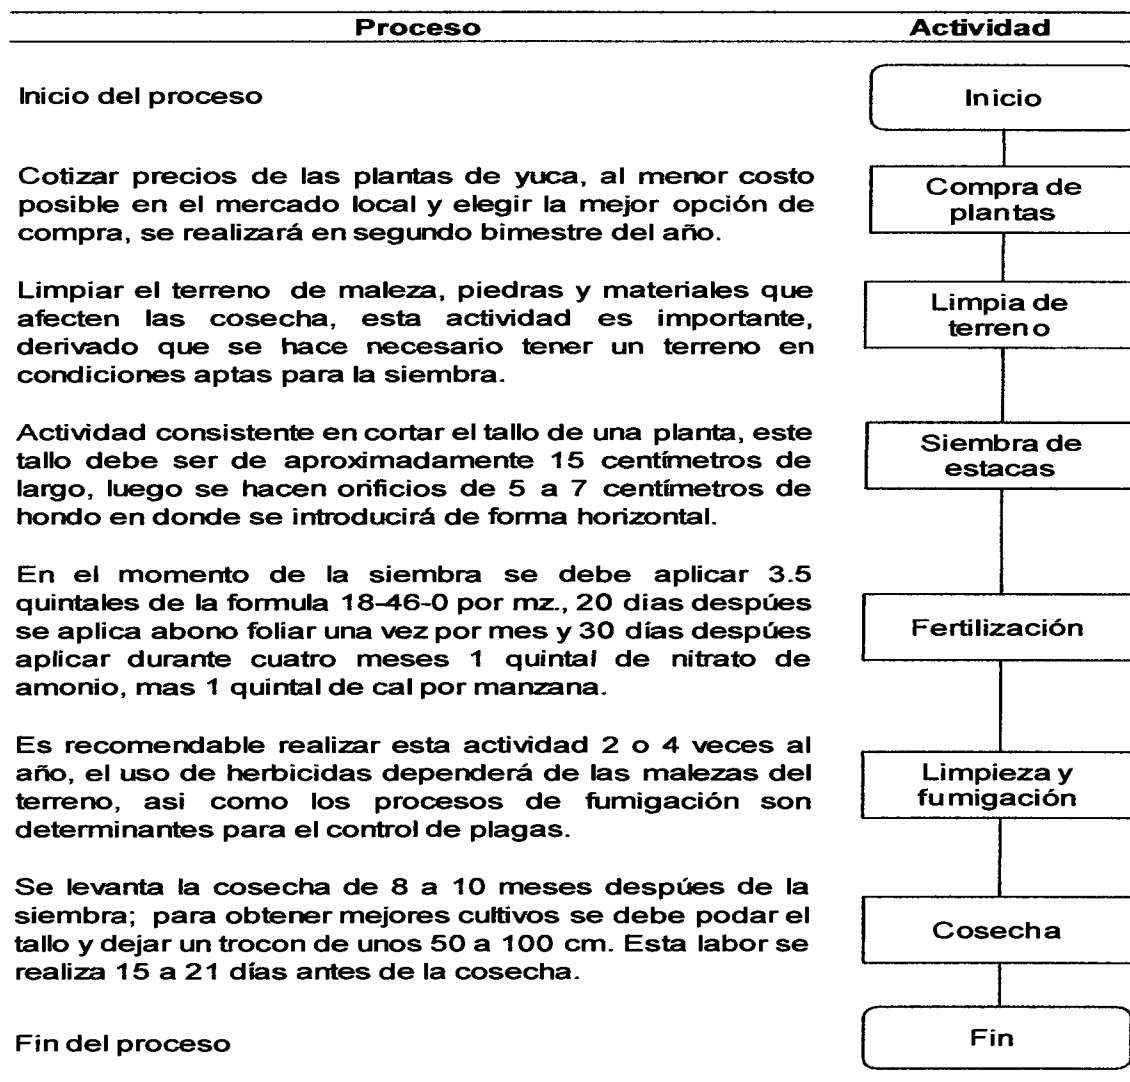 Proceso Actividad
Inicio del proceso
Inicio
Cotizar precios de las plantas de yuca, al menor costo
posible en el mercado local y elegir la mejor opción de
compra, se realizará en segundo bimestre del año.
Compra de
plantas
Limpiar el terreno de maleza, piedras y materiales que
afecten las cosecha, esta actividad es importante,
derivado que se hace necesario tener un terreno en
condiciones aptas para la siembra.
Limpia de
terreno
Actividad consistente en cortar el tallo de una planta, este
tallo debe ser de aproximadamente 15 centímetros de
largo, luego se hacen orificios de 5 a 7 centímetros de
hondo en donde se introducirá de forma horizontal.
Siembra de
estacas
En el momento de la siembra se debe aplicar 3.5
quintales de la formula 18-46-0 por mz., 20 dias despúes
se aplica abono foliar una vez por mes y 30 días despúes
aplicar durante cuatro meses 1 quintal de nitrato de
amonio, mas 1 quintal de cal por manzana.
Fertilización
Es recomendable realizar esta actividad 2 o 4 veces al
año, el uso de herbicidas dependerá de las malezas del
terreno, asi como los procesos de fumigación son
determinantes para el control de plagas.
Limpieza y
fumigación
Se levanta la cosecha de 8 a 10 meses despúes de la
siembra; para obtener mejores cultivos se debe podar el
tallo y dejar un trocon de unos 50 a 100 cm. Esta labor se
realiza 15 a 21 días antes de la cosecha.
Cosecha
Fin del proceso
Fin